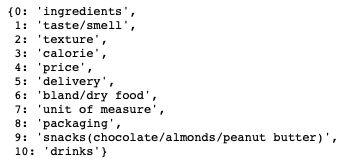 {0: 'ingredients',
1: 'taste/smell',
2: 'texture',
3: 'calorie',
4: 'price',
5: 'delivery',
6: 'bland/dry food',
7: 'unit of measure',
8: 'packaging',
9: 'snacks(chocolate/almonds/peanut butter)',
10: 'drinks'}